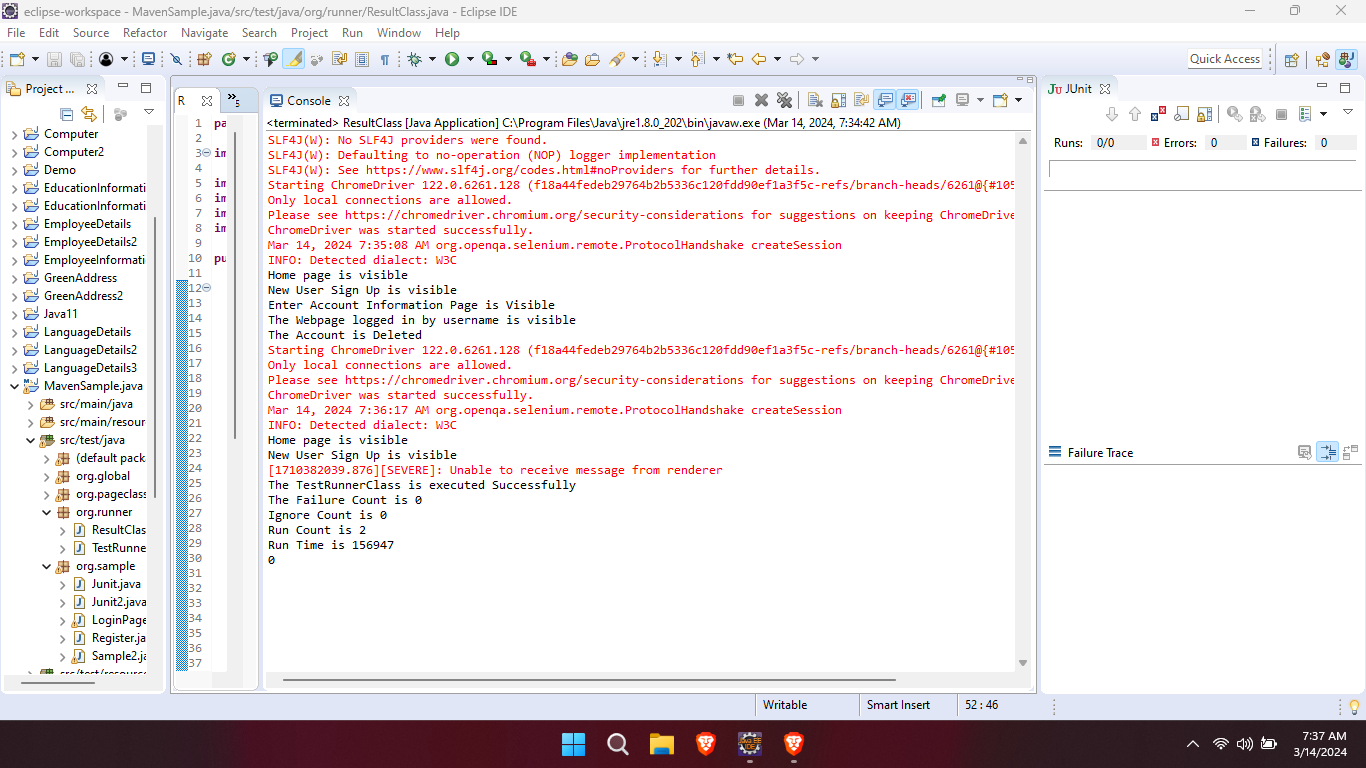 eclipse-workspace - MavenSample.java/src/test/java/org/runner/ResultClass.java - Eclipse IDE
File Edit Source Refactor Navigate Search Project Run Window Help
Quick Access
Project ...
R
5
Console
JUnit
<terminated> ResultClass [Java Application] C:\Program Files\Java\jre1.8.0_202\bin\javaw.exe (Mar 14, 2024, 7:34:42 AM)
Runs: 0/0 Errors: 0 Failures: 0
Computer
Computer2
Demo
EducationInformati
EducationInformati
EmployeeDetails
EmployeeDetails2
EmployeeInformati
GreenAddress
GreenAddress2
Java11
LanguageDetails
LanguageDetails2
LanguageDetails3
MavenSample.java
src/main/java
src/main/resour
src/test/java
(default pack
org.global
org.pageclass
org.runner
ResultClas
TestRunne
org.sample
Junit.java
Junit2.java
LoginPage
Register.ja
Sample2.ja
src/test/resource
1 pa
2
3 im
4
5 im
6 im
7 im
8 im
9
10 pu
11
12
13
14
15
16
17
18
19
20
21
22
23
24
25
26
27
28
29
30
31
32
33
34
35
36
37
SLF4J(W): No SLF4J providers were found.
SLF4J(W): Defaulting to no-operation (NOP) logger implementation
SLF4J(W): See https://www.slf4j.org/codes.html#noProviders for further details.
Starting ChromeDriver 122.0.6261.128 (f18a44fedeb29764b2b5336c120fdd90ef1a3f5c-refs/branch-heads/6261@{#105
Only local connections are allowed.
Please see https://chromedriver.chromium.org/security-considerations for suggestions on keeping ChromeDrive
ChromeDriver was started successfully.
Mar 14, 2024 7:35:08 AM org.openqa.selenium.remote.ProtocolHandshake createSession
INFO: Detected dialect: W3C
Home page is visible
New User Sign Up is visible
Enter Account Information Page is Visible
The Webpage logged in by username is visible
The Account is Deleted
Starting ChromeDriver 122.0.6261.128 (f18a44fedeb29764b2b5336c120fdd90ef1a3f5c-refs/branch-heads/6261@{#105
Only local connections are allowed.
Please see https://chromedriver.chromium.org/security-considerations for suggestions on keeping ChromeDrive
ChromeDriver was started successfully.
Mar 14, 2024 7:36:17 AM org.openqa.selenium.remote.ProtocolHandshake createSession
INFO: Detected dialect: W3C
Home page is visible
New User Sign Up is visible
[1710382039.876][SEVERE]: Unable to receive message from renderer
The TestRunnerClass is executed Successfully
The Failure Count is 0
Ignore Count is 0
Run Count is 2
Run Time is 156947
0
Failure Trace
Writable Smart Insert 52 : 46
7:37 AM
3/14/2024